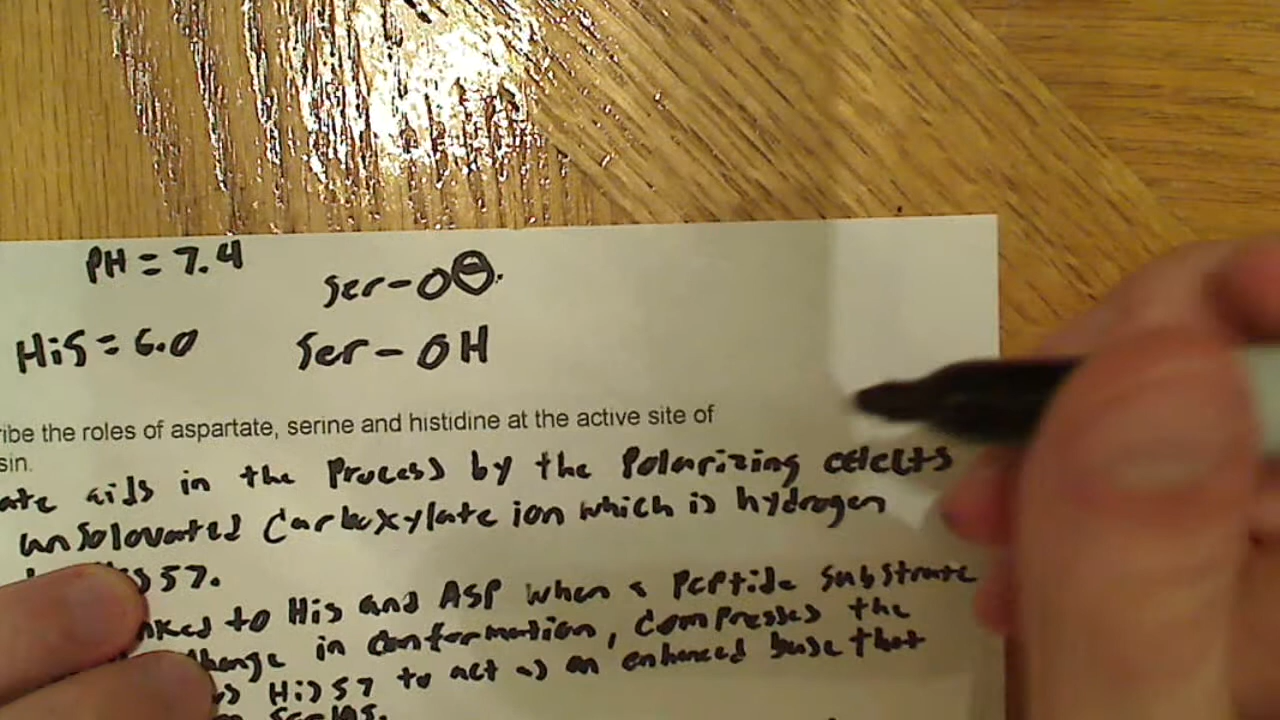 PH = 7.4
Ser-O⊖
HiS = 6.0
Ser - OH
ibe the roles of aspartate, serine and histidine at the active site of
sin.
ate aids in the Process by the Polarizing
unsolovated Carboxylate ion which is hydrogen
57.
nked to His and ASP when a Peptide Substrate
hange in conformation, compresses the
His 57 to act as an enhanced base that